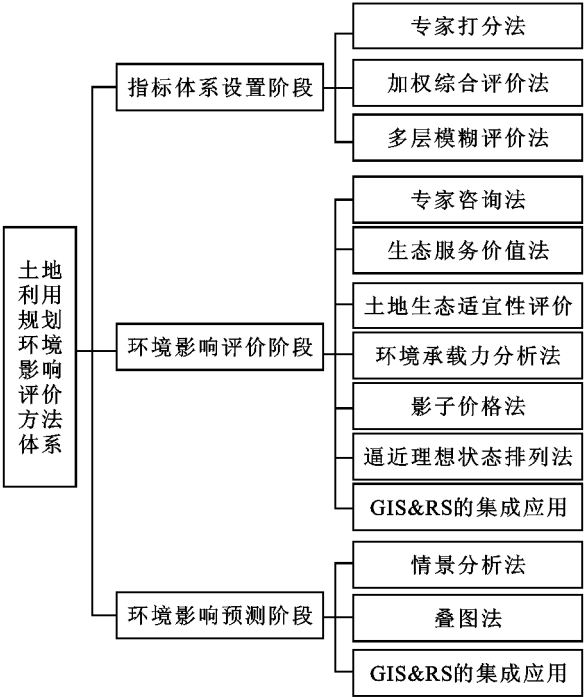 土地
利用
规划
环境
影响
评价
方法
体系
指标体系设置阶段
专家打分法
加权综合评价法
多层模糊评价法
环境影响评价阶段
专家咨询法
生态服务价值法
土地生态适宜性评价
环境承载力分析法
影子价格法
逼近理想状态排列法
GIS&RS的集成应用
环境影响预测阶段
情景分析法
叠图法
GIS&RS的集成应用